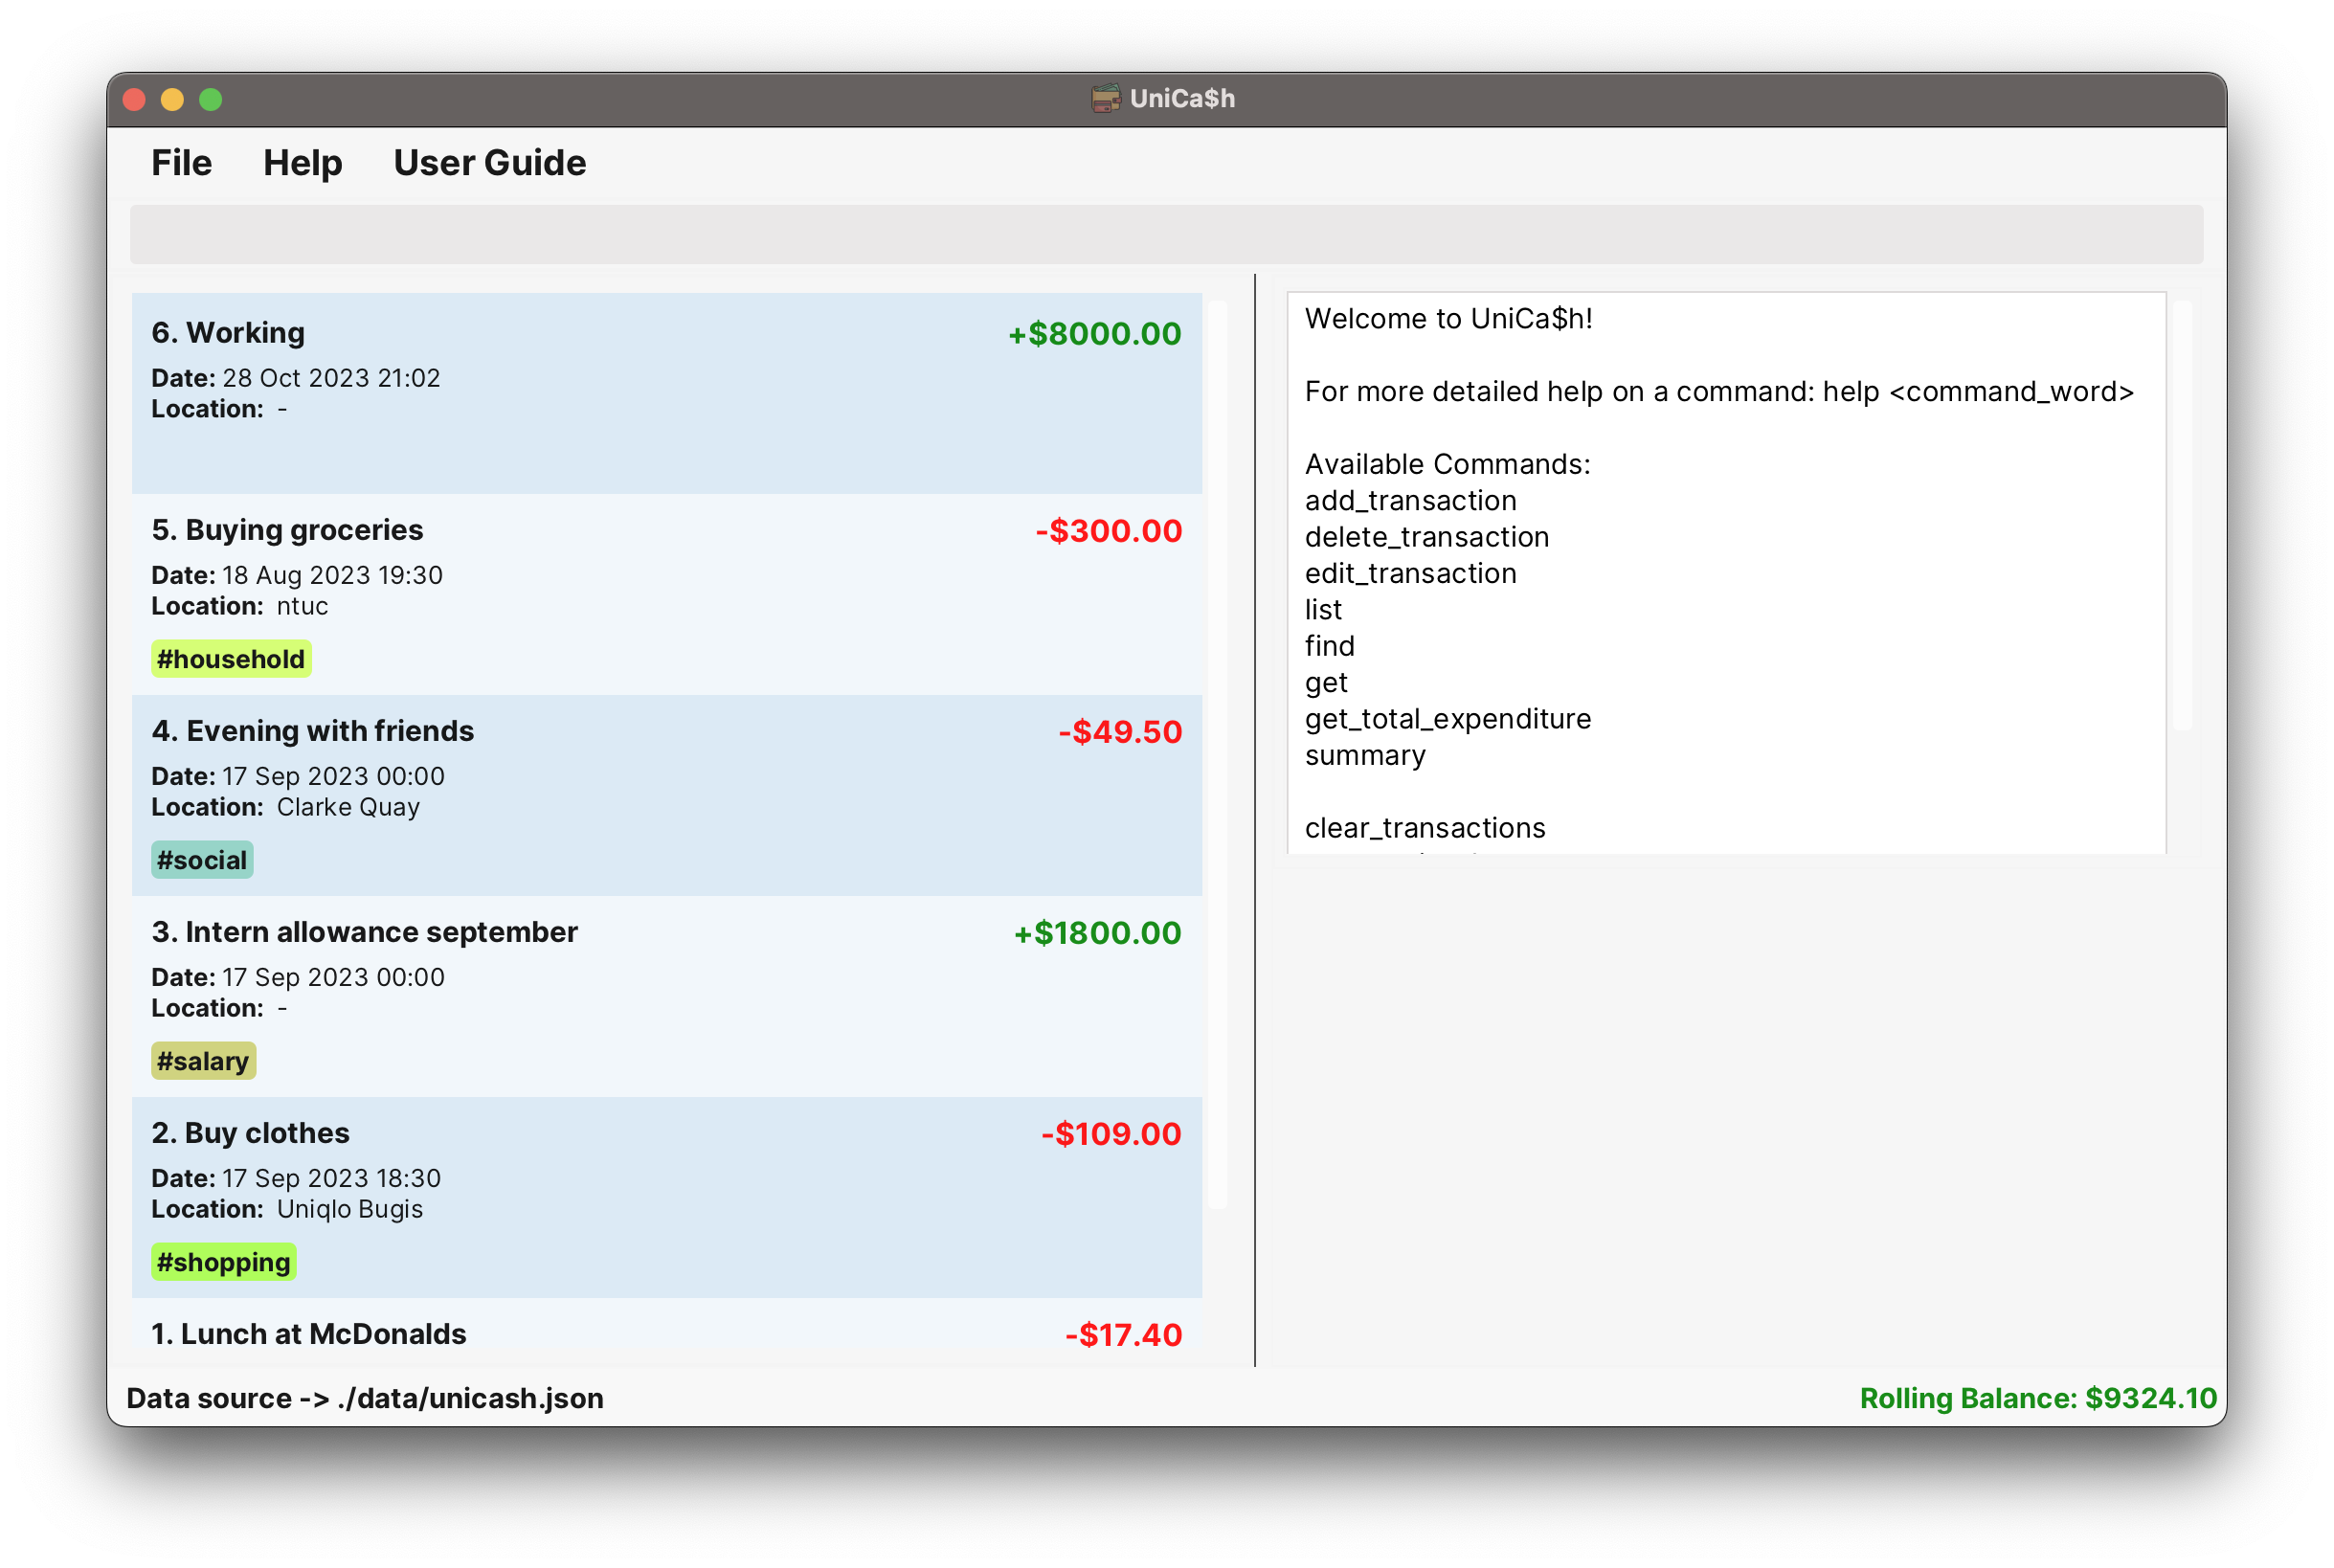 UniCa$h
File Help User Guide
6. Working +$8000.00
Date: 28 Oct 2023 21:02
Location: -
5. Buying groceries -$300.00
Date: 18 Aug 2023 19:30
Location: ntuc
#household
4. Evening with friends -$49.50
Date: 17 Sep 2023 00:00
Location: Clarke Quay
#social
3. Intern allowance september +$1800.00
Date: 17 Sep 2023 00:00
Location: -
#salary
2. Buy clothes -$109.00
Date: 17 Sep 2023 18:30
Location: Uniqlo Bugis
#shopping
1. Lunch at McDonalds -$17.40
Welcome to UniCa$h!
For more detailed help on a command: help <command_word>
Available Commands:
add_transaction
delete_transaction
edit_transaction
list
find
get
get_total_expenditure
summary
clear_transactions
Data source -> ./data/unicash.json
Rolling Balance: $9324.10